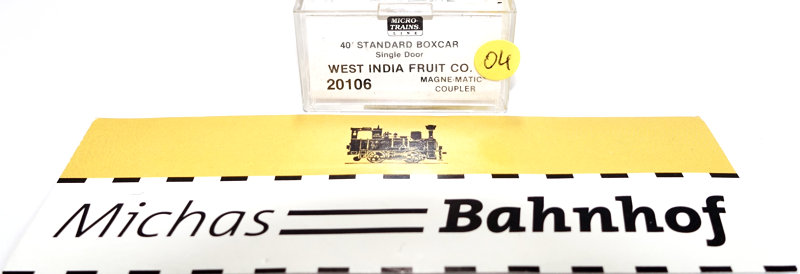 MICRO-
TRAINS
LINE
40' STANDARD BOXCAR
Single Door
WEST INDIA FRUIT CO.
04
20106
MAGNE-MATIC
COUPLER
Michas Bahnhof